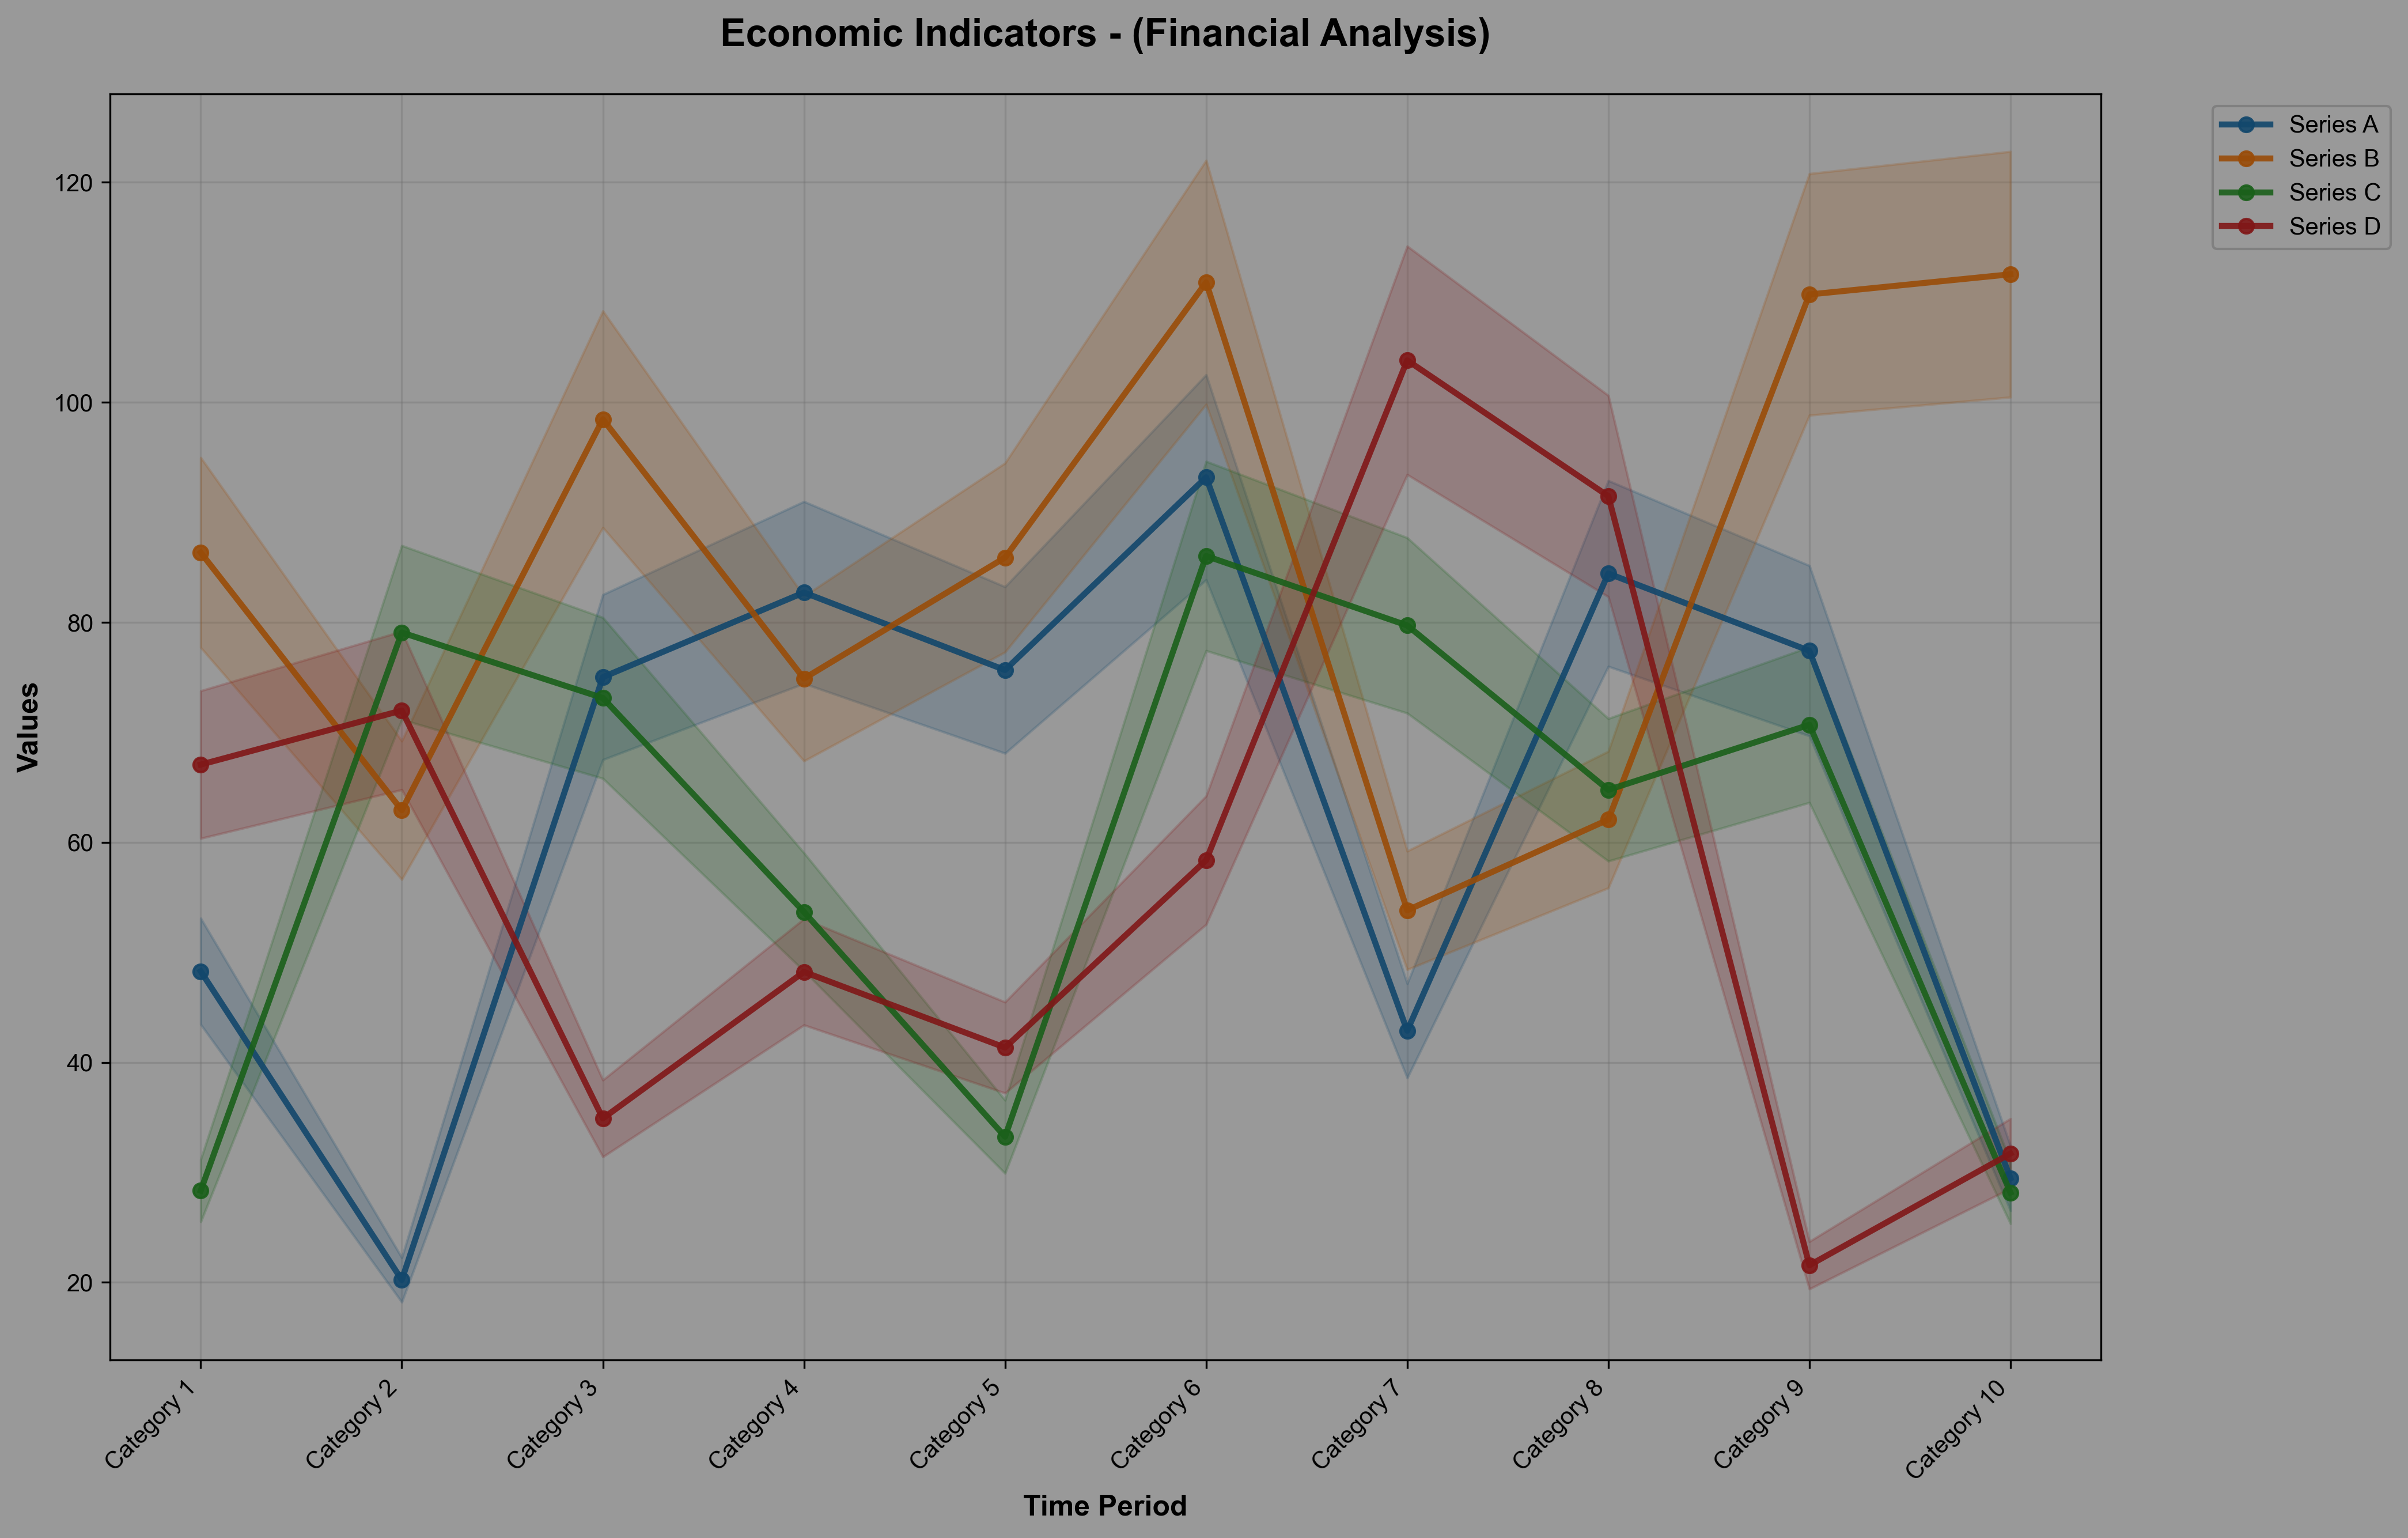 Economic Indicators - (Financial Analysis)
Series A
Series B
Series C
Series D
Values
120
100
80
60
40
20
Category 1
Category 2
Category 3
Category 4
Category 5
Category 6
Category 7
Category 8
Category 9
Category 10
Time Period